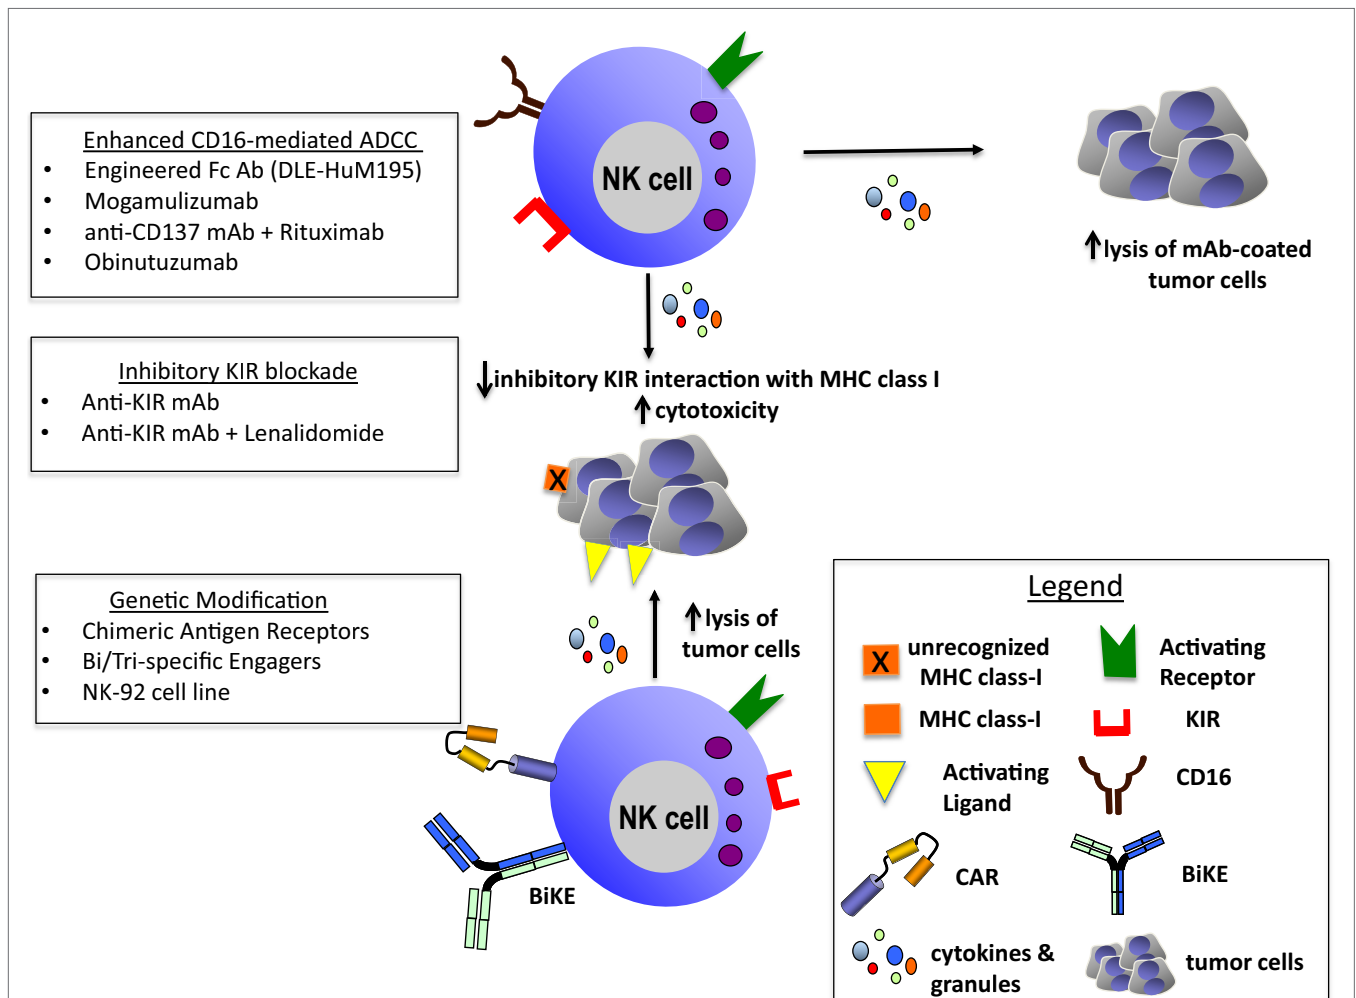 Enhanced CD16-mediated ADCC
• Engineered Fc Ab (DLE-HuM195)
• Mogamulizumab
• anti-CD137 mAb + Rituximab
• Obinutuzumab
NK cell
↑lysis of mAb-coated
tumor cells
Inhibitory KIR blockade
• Anti-KIR mAb
• Anti-KIR mAb + Lenalidomide
↓inhibitory KIR interaction with MHC class I
↑cytotoxicity
X
Genetic Modification
• Chimeric Antigen Receptors
• Bi/Tri-specific Engagers
• NK-92 cell line
↑lysis of
tumor cells
NK cell
BiKE
Legend
X
unrecognized
MHC class-I
Activating
Receptor
MHC class-I
KIR
Activating
Ligand
CD16
CAR
BiKE
cytokines &
granules
tumor cells